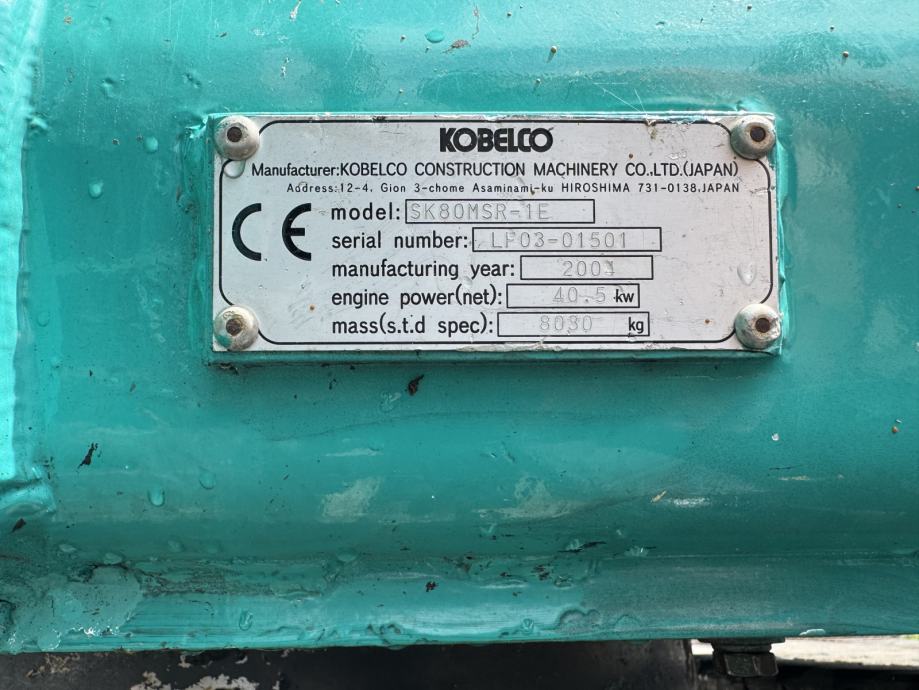 KOBELCO
Manufacturer:KOBELCO CONSTRUCTION MACHINERY CO.,LTD.(JAPAN)
Address:12-4, Gion 3-chome Asaminami-ku HIROSHIMA 731-0138,JAPAN
CE
model: SK80MSR-1E
serial number: LF03-01501
manufacturing year: 2004
engine power(net): 40.5 kw
mass(s.t.d spec): 8030 kg